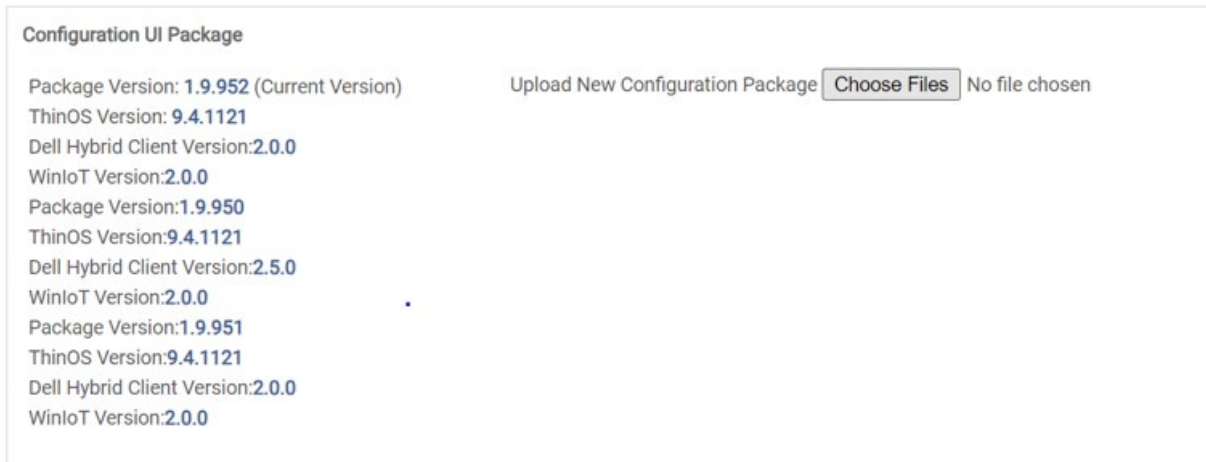 Configuration UI Package
Package Version: 1.9.952 (Current Version)
Upload New Configuration Package Choose Files No file chosen
ThinOS Version: 9.4.1121
Dell Hybrid Client Version:2.0.0
WinIoT Version:2.0.0
Package Version:1.9.950
ThinOS Version:9.4.1121
Dell Hybrid Client Version:2.5.0
WinIoT Version:2.0.0
Package Version:1.9.951
ThinOS Version:9.4.1121
Dell Hybrid Client Version:2.0.0
WinIoT Version:2.0.0